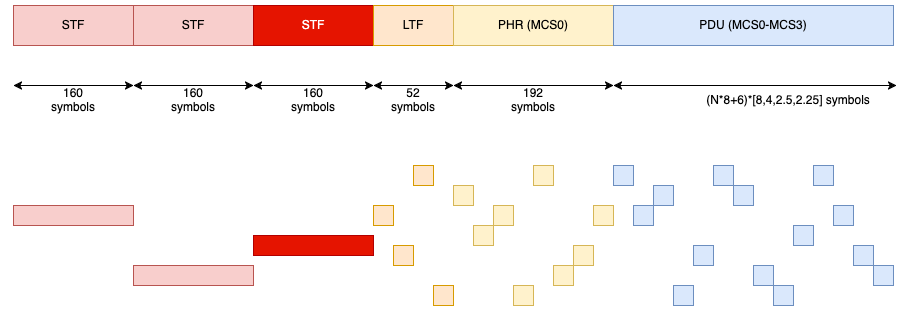 STF
STF
STF
LTF
PHR (MCS0)
PDU (MCS0-MCS3)
160
symbols
160
symbols
160
symbols
52
symbols
192
symbols
(N*8+6)*[8,4,2.5,2.25] symbols